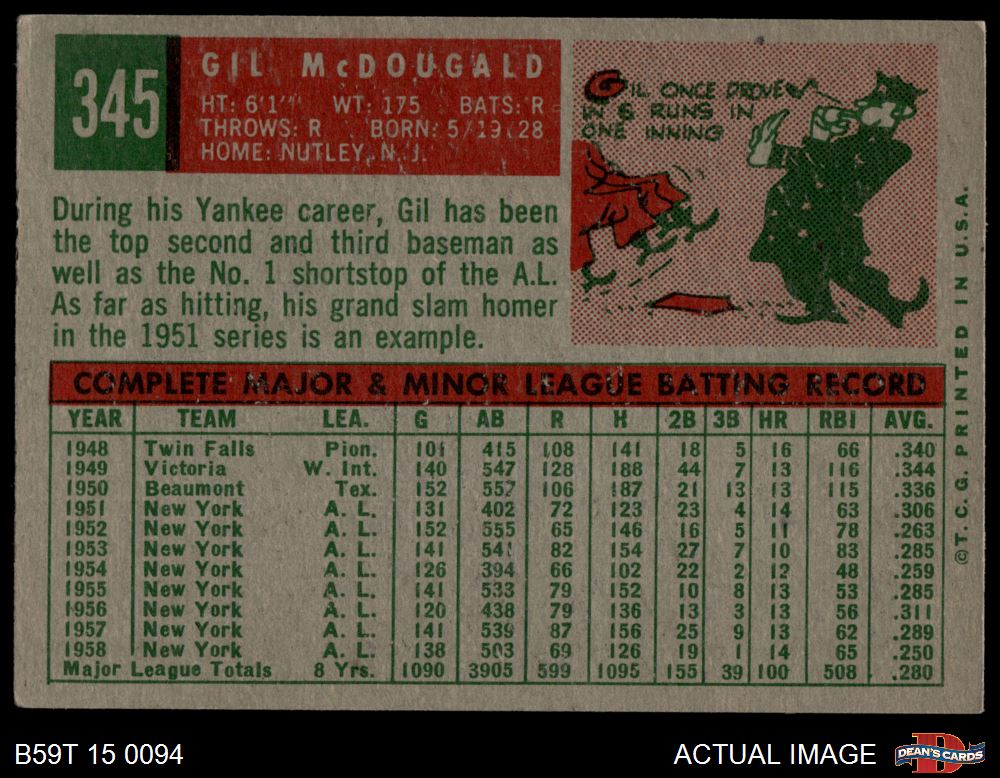 345
GIL McDOUGALD
HT: 6'1" WT: 175 BATS: R
THROWS: R BORN: 5/19/28
HOME: NUTLEY, N. J.
GIL ONCE DROVE
IN 6 RUNS IN
ONE INNING
During his Yankee career, Gil has been
the top second and third baseman as
well as the No. 1 shortstop of the A.L.
As far as hitting, his grand slam homer
in the 1951 series is an example.
©T.C.G. PRINTED IN U.S.A.
COMPLETE MAJOR & MINOR LEAGUE BATTING RECORD
YEAR TEAM LEA. G AB R H 2B 3B HR RBI AVG.
1948 Twin Falls Pion. 101 415 108 141 18 5 16 66 .340
1949 Victoria W. Int. 140 547 128 188 44 7 13 116 .344
1950 Beaumont Tex. 152 557 106 187 21 13 13 115 .336
1951 New York A. L. 131 402 72 123 23 4 14 63 .306
1952 New York A. L. 152 555 65 146 16 5 11 78 .263
1953 New York A. L. 141 541 82 154 27 7 10 83 .285
1954 New York A. L. 126 394 66 102 22 2 12 48 .259
1955 New York A. L. 141 533 79 152 10 8 13 53 .285
1956 New York A. L. 120 438 79 136 13 3 13 56 .311
1957 New York A. L. 141 539 87 156 25 9 13 62 .289
1958 New York A. L. 138 503 69 126 19 1 14 65 .250
Major League Totals 8 Yrs. 1090 3905 599 1095 155 39 100 508 .280
B59T 15 0094
ACTUAL IMAGE
DEAN'S CARDS